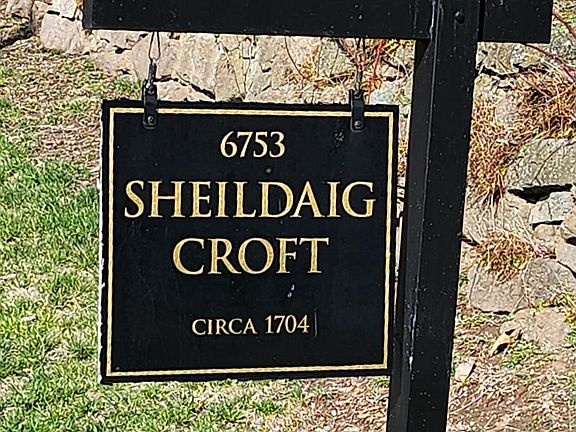 6753
SHEILDAIG
CROFT
CIRCA 1704